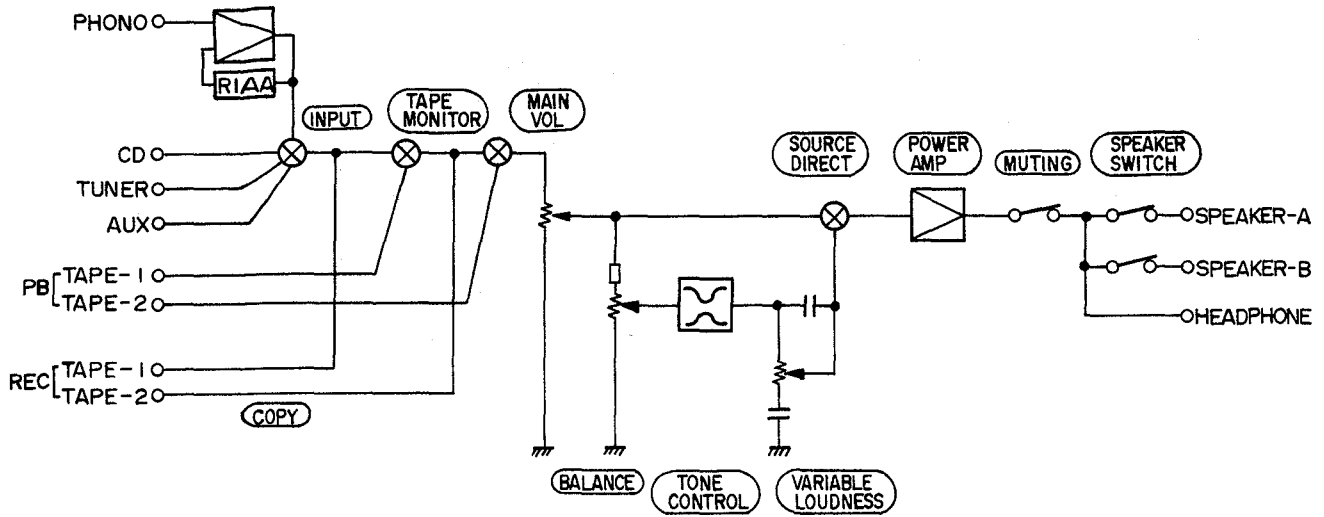 PHONO
RIAA
INPUT
TAPE
MONITOR
MAIN
VOL
CD
TUNER
AUX
PB
TAPE-1
TAPE-2
REC
TAPE-1
TAPE-2
COPY
SOURCE
DIRECT
POWER
AMP
MUTING
SPEAKER
SWITCH
SPEAKER-A
SPEAKER-B
HEADPHONE
BALANCE
TONE
CONTROL
VARIABLE
LOUDNESS